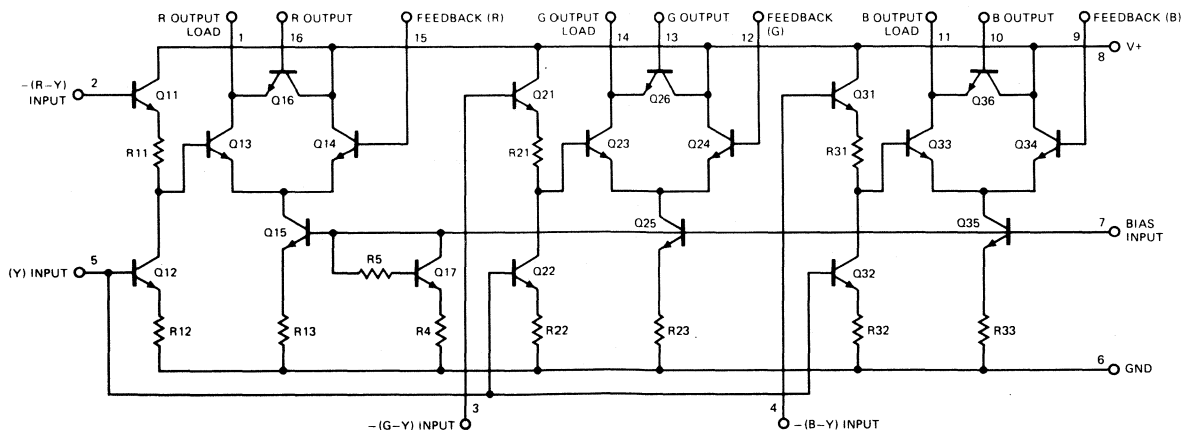 R OUTPUT LOAD
1
R OUTPUT
16
FEEDBACK (R)
15
G OUTPUT LOAD
14
G OUTPUT
13
FEEDBACK (G)
12
B OUTPUT LOAD
11
B OUTPUT
10
FEEDBACK (B)
9
V+
8
-(R-Y) INPUT
2
Q11
Q16
Q21
Q26
Q31
Q36
R11
Q13
Q14
R21
Q23
Q24
R31
Q33
Q34
Q15
Q25
Q35
7
BIAS INPUT
(Y) INPUT
5
Q12
R5
Q17
Q22
Q32
R12
R13
R4
R22
R23
R32
R33
6
GND
3
-(G-Y) INPUT
4
-(B-Y) INPUT